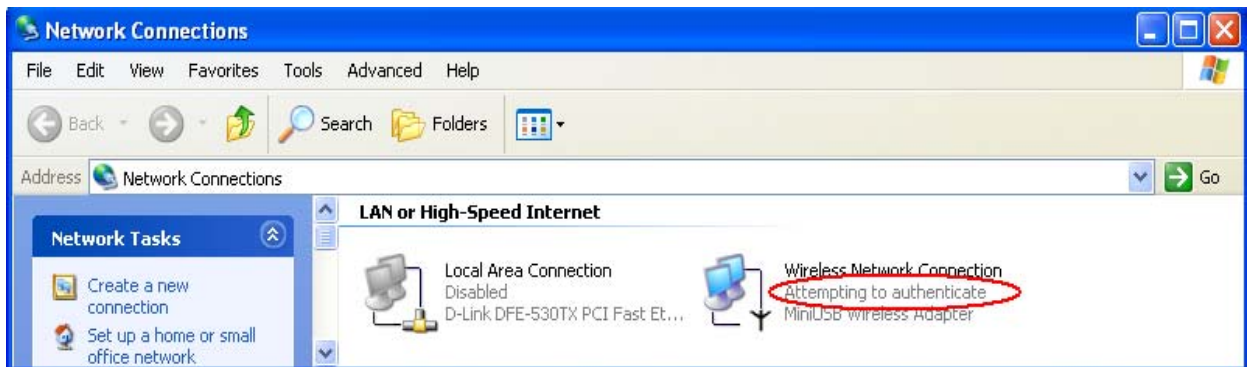 Network Connections
File Edit View Favorites Tools Advanced Help
Back Search Folders
Address Network Connections Go
Network Tasks
Create a new
connection
Set up a home or small
office network
LAN or High-Speed Internet
Local Area Connection
Disabled
D-Link DFE-530TX PCI Fast Et...
Wireless Network Connection
Attempting to authenticate
MiniUSB Wireless Adapter